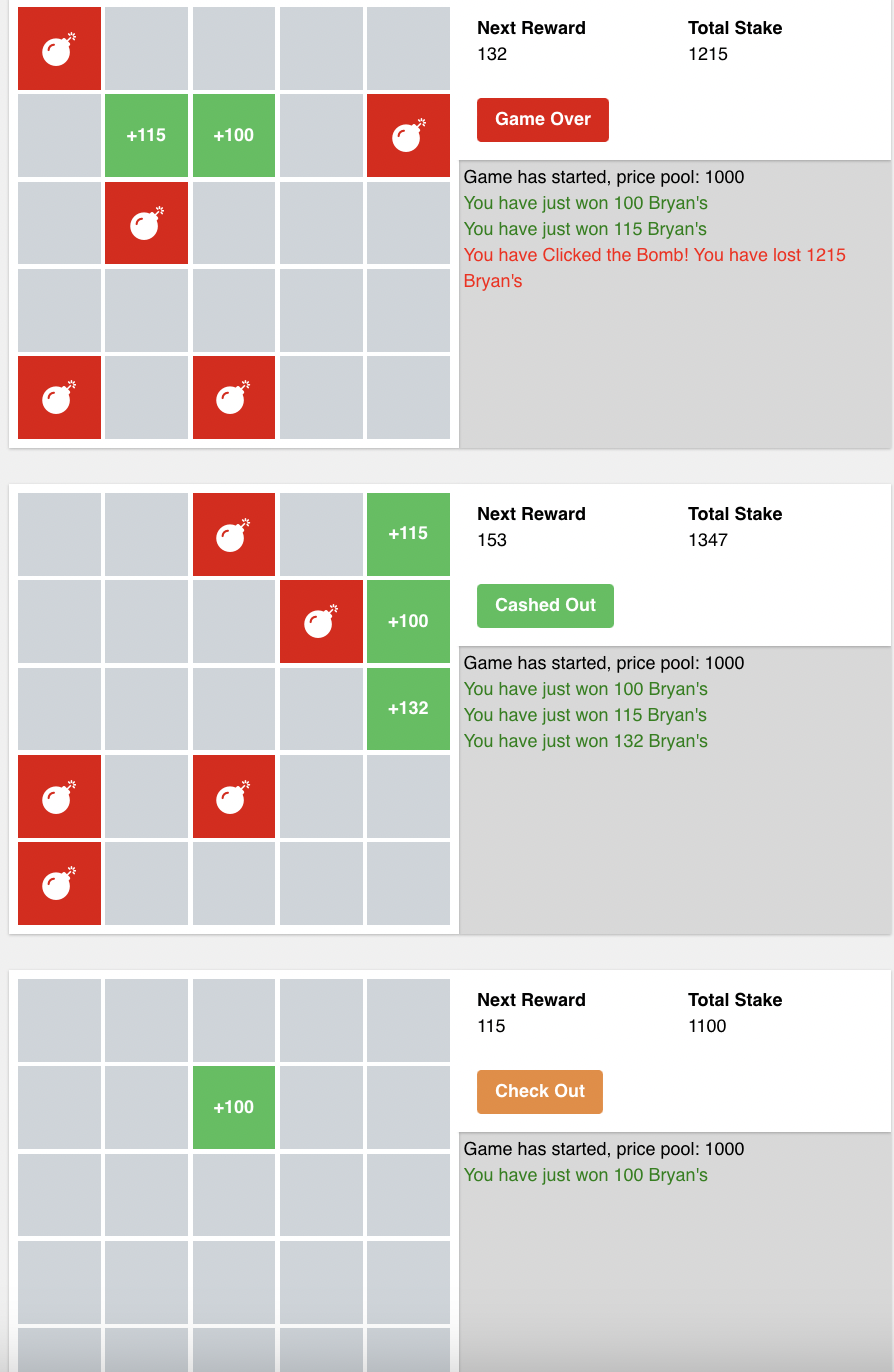 Next Reward Total Stake
132 1215
+115 +100
Game Over
Game has started, price pool: 1000
You have just won 100 Bryan's
You have just won 115 Bryan's
You have Clicked the Bomb! You have lost 1215
Bryan's
Next Reward Total Stake
153 1347
+115
+100
+132
Cashed Out
Game has started, price pool: 1000
You have just won 100 Bryan's
You have just won 115 Bryan's
You have just won 132 Bryan's
Next Reward Total Stake
115 1100
+100
Check Out
Game has started, price pool: 1000
You have just won 100 Bryan's